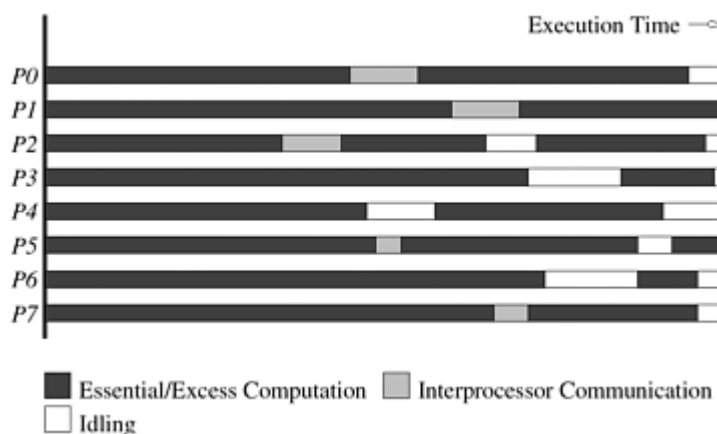 Execution Time
P0
P1
P2
P3
P4
P5
P6
P7
Essential/Excess Computation
Interprocessor Communication
Idling